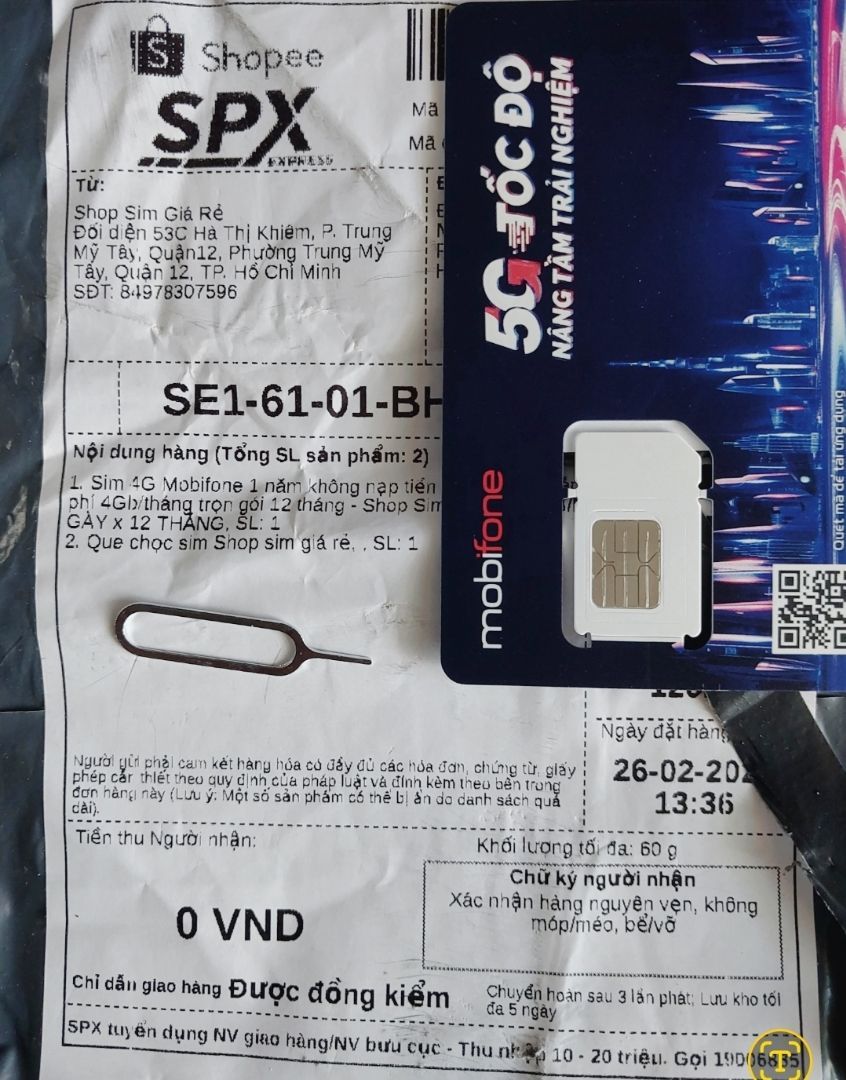 Shopee
SPX
EXPRESS
Mã
Mã
Từ:
Shop Sim Giá Rẻ
Đối diện 53C Hà Thị Khiêm, P. Trung
Mỹ Tây, Quận12, Phường Trung Mỹ
Tây, Quận 12, TP. Hồ Chí Minh
SĐT: 84978307596
SE1-61-01-BH
Nội dung hàng (Tổng SL sản phẩm: 2)
1. Sim 4G Mobifone 1 năm không nạp tiền
phí 4Gb/tháng trọn gói 12 tháng - Shop Sim
GÀY x 12 THÁNG, SL: 1
2. Que chọc sim Shop sim giá rẻ, , SL: 1
5G TỐC ĐỘ
NÂNG TẦM TRẢI NGHIỆM
mobifone
Quét mã để tải ứng dụng
Ngày đặt hàng
26-02-202
13:36
Người gửi phải cam kết hàng hóa có đầy đủ các hóa đơn, chứng từ, giấy
phép cần thiết theo quy định của pháp luật và đính kèm theo bên trong
đơn hàng này (Lưu ý: Một số sản phẩm có thể bị ẩn do danh sách quá
dài).
Tiền thu Người nhận:
0 VND
Khối lượng tối đa: 60 g
Chữ ký người nhận
Xác nhận hàng nguyên vẹn, không
móp/méo, bể/vỡ
Chỉ dẫn giao hàng Được đồng kiểm
Chuyển hoàn sau 3 lần phát; Lưu kho tối
đa 5 ngày
SPX tuyển dụng NV giao hàng/NV bưu cục - Thu nhập 10 - 20 triệu. Gọi 19006885
T